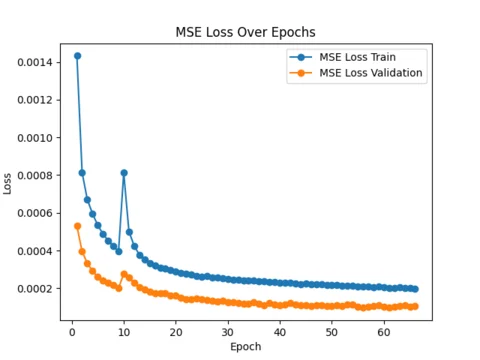 MSE Loss Over Epochs
MSE Loss Train
MSE Loss Validation
0.0014
0.0012
0.0010
0.0008
0.0006
0.0004
0.0002
Loss
0
10
20
30
40
50
60
Epoch